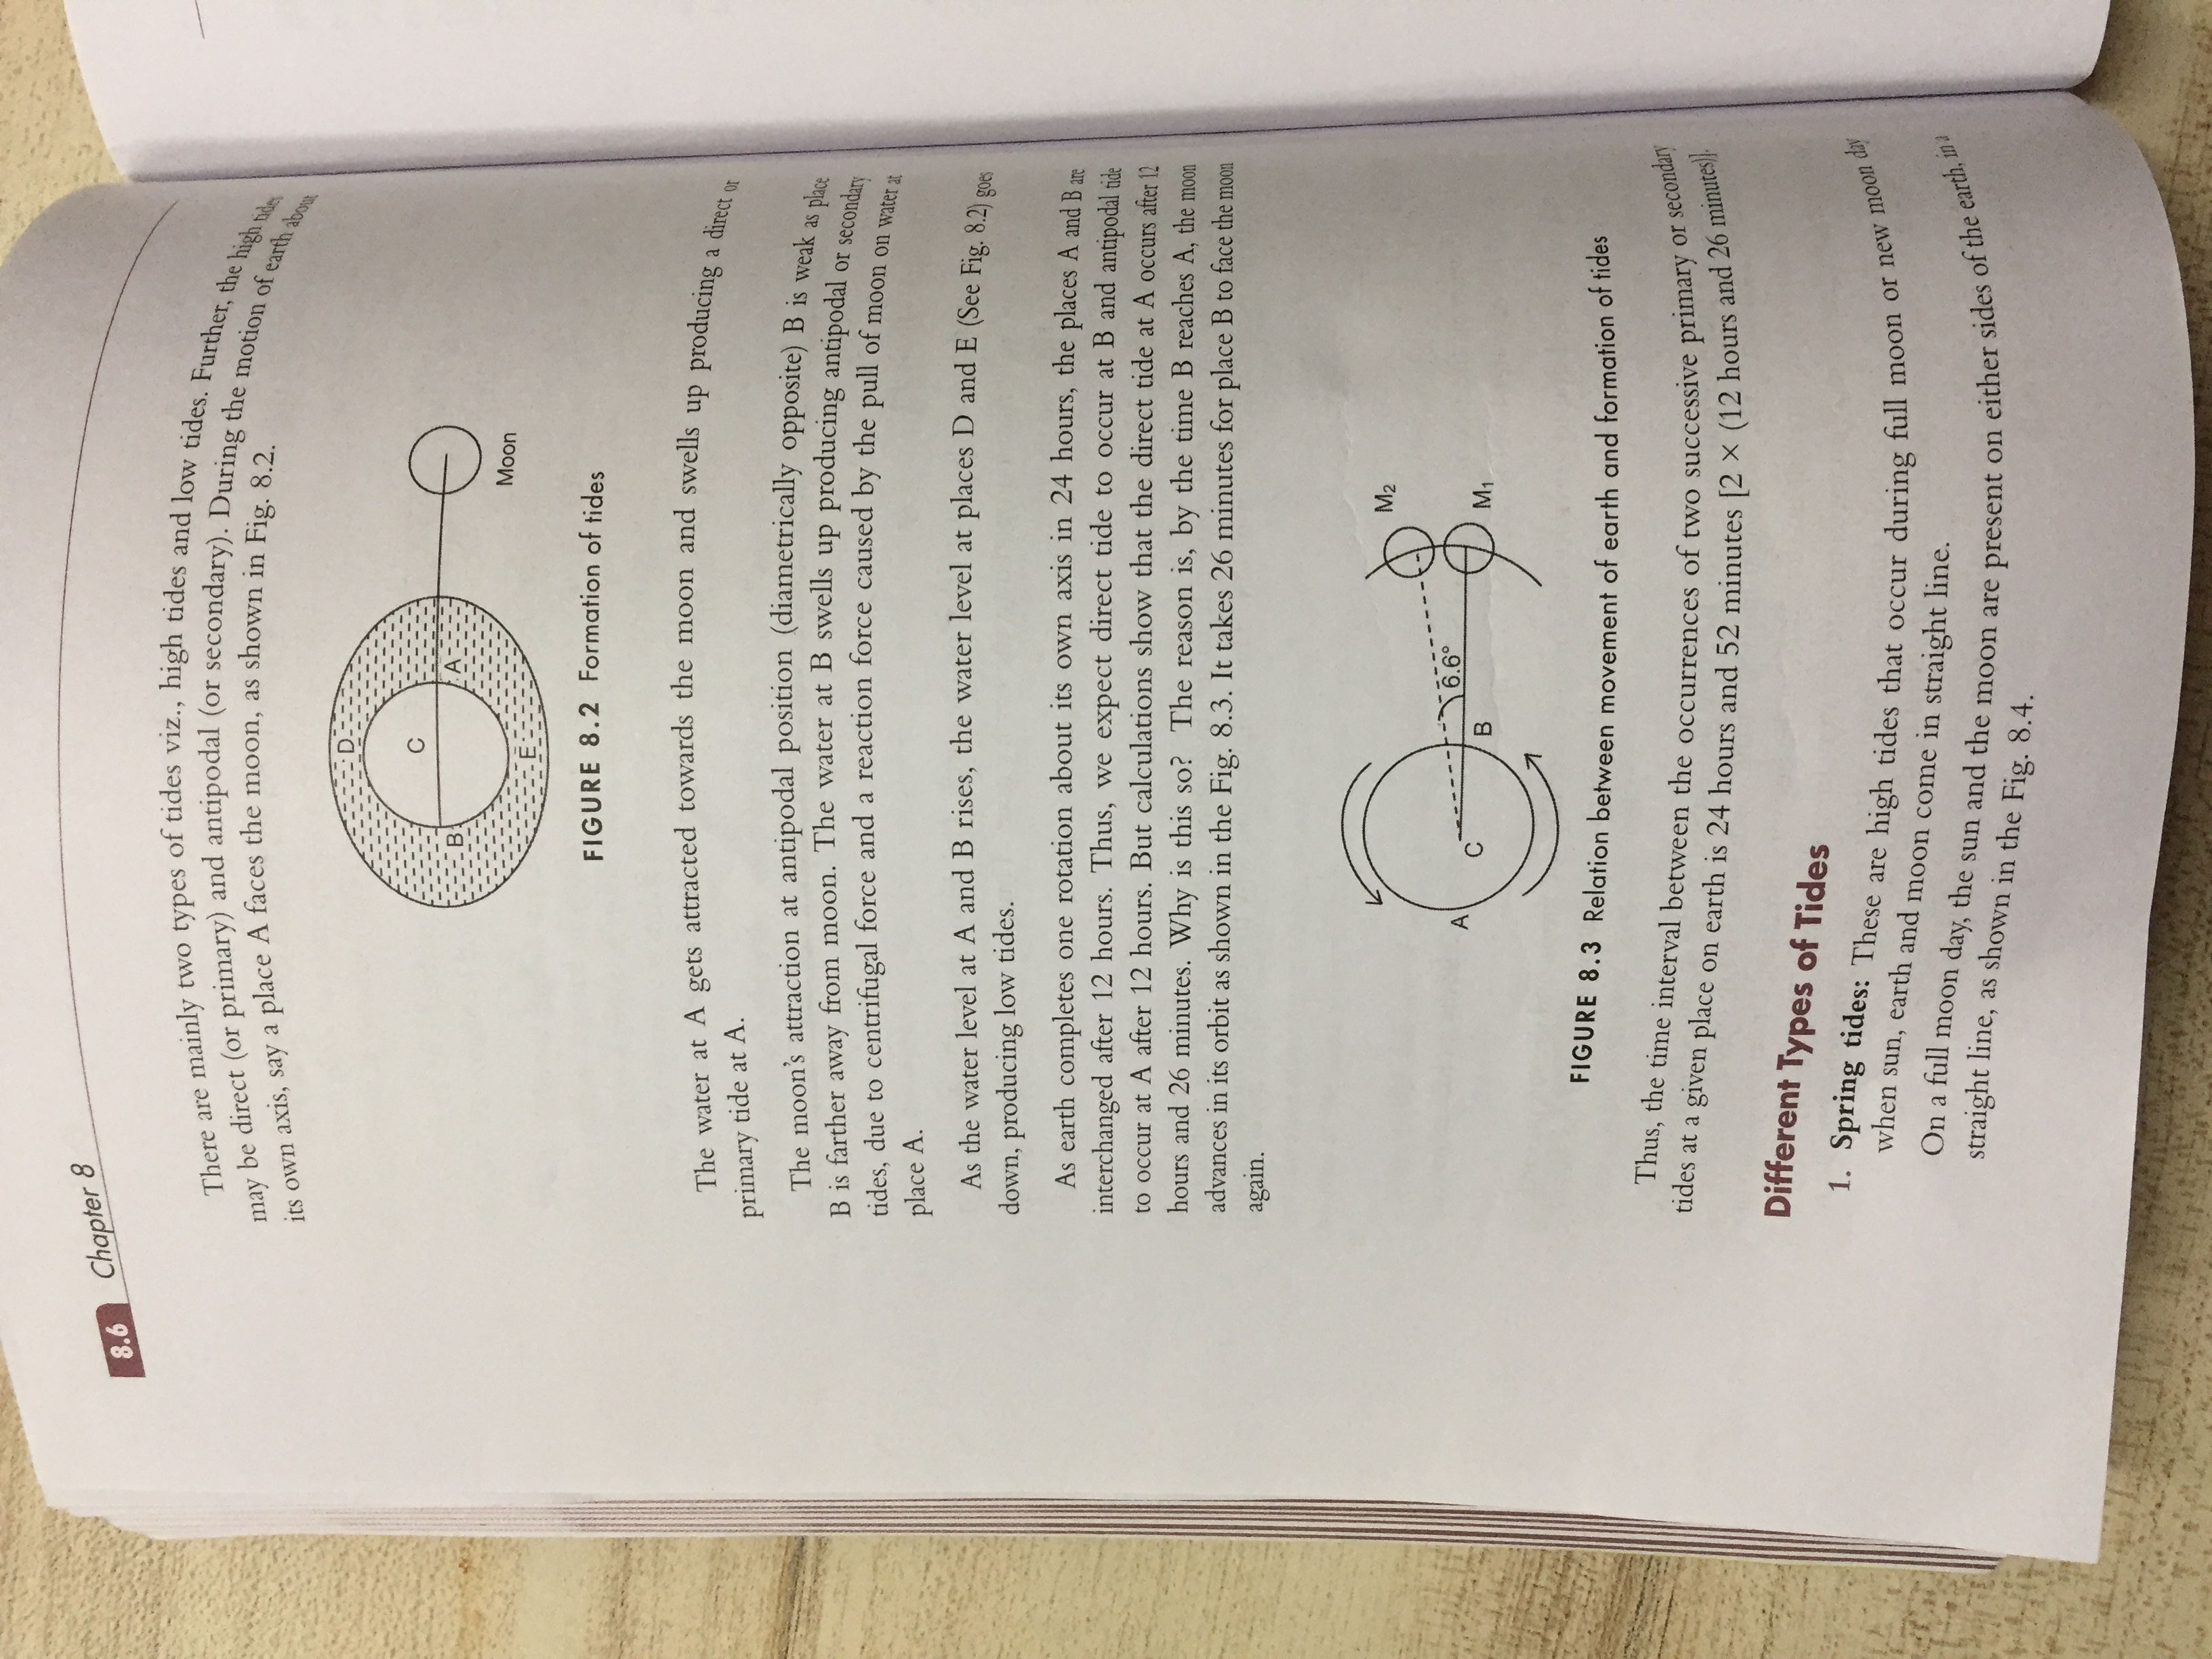 8.6 Chapter 8
There are mainly two types of tides viz., high tides and low tides. Further, the high tides
may be direct (or primary) and antipodal (or secondary). During the motion of earth about
its own axis, say a place A faces the moon, as shown in Fig. 8.2.
D
C
B A
E
Moon
FIGURE 8.2 Formation of tides
The water at A gets attracted towards the moon and swells up producing a direct or
primary tide at A.
The moon's attraction at antipodal position (diametrically opposite) B is weak as place
B is farther away from moon. The water at B swells up producing antipodal or secondary
tides, due to centrifugal force and a reaction force caused by the pull of moon on water at
place A.
As the water level at A and B rises, the water level at places D and E (See Fig. 8.2) goes
down, producing low tides.
As earth completes one rotation about its own axis in 24 hours, the places A and B are
interchanged after 12 hours. Thus, we expect direct tide to occur at B and antipodal tide
to occur at A after 12 hours. But calculations show that the direct tide at A occurs after 12
hours and 26 minutes. Why is this so? The reason is, by the time B reaches A, the moon
advances in its orbit as shown in the Fig. 8.3. It takes 26 minutes for place B to face the moon
again.
M2
A C B 6.6°
M1
FIGURE 8.3 Relation between movement of earth and formation of tides
Thus, the time interval between the occurrences of two successive primary or secondary
tides at a given place on earth is 24 hours and 52 minutes [2 × (12 hours and 26 minutes)].
Different Types of Tides
1. Spring tides: These are high tides that occur during full moon or new moon day
when sun, earth and moon come in straight line.
On a full moon day, the sun and the moon are present on either sides of the earth, in a
straight line, as shown in the Fig. 8.4.